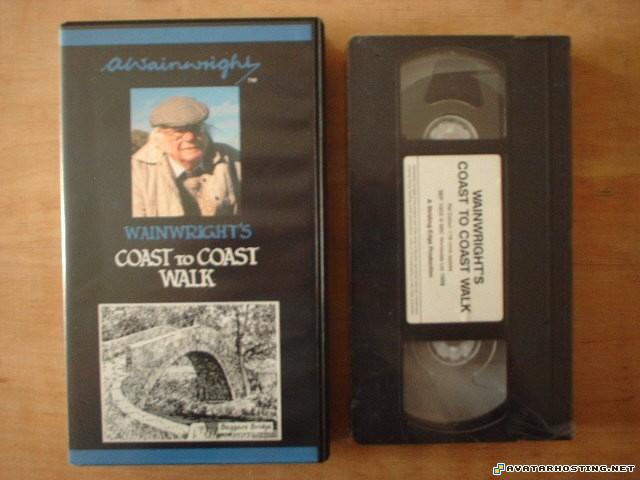 AWainwright
TM
WAINWRIGHT'S
COAST TO COAST
WALK
Beggars Bridge
WAINWRIGHT'S
COAST TO COAST WALK
A Striding Edge Production
AVATARHOSTING.NET